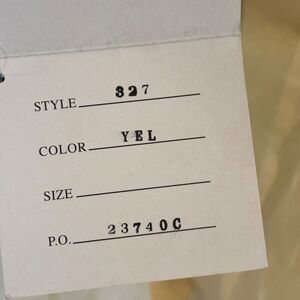 STYLE 327
COLOR YEL
SIZE
P.O. 23740C